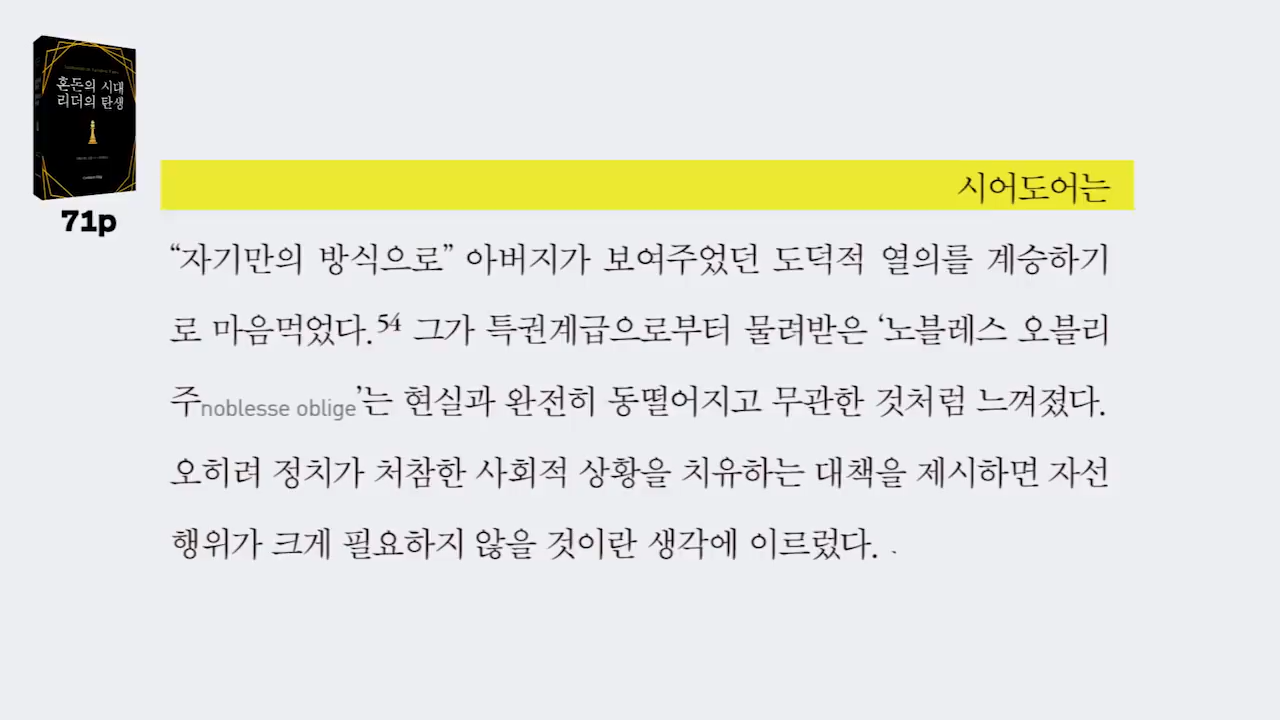 혼돈의 시대
리더의 탄생
71p
시어도어는
“자기만의 방식으로” 아버지가 보여주었던 도덕적 열의를 계승하기
로 마음먹었다.54 그가 특권계급으로부터 물려받은 ‘노블레스 오블리
주noblesse oblige’는 현실과 완전히 동떨어지고 무관한 것처럼 느껴졌다.
오히려 정치가 처참한 사회적 상황을 치유하는 대책을 제시하면 자선
행위가 크게 필요하지 않을 것이란 생각에 이르렀다.